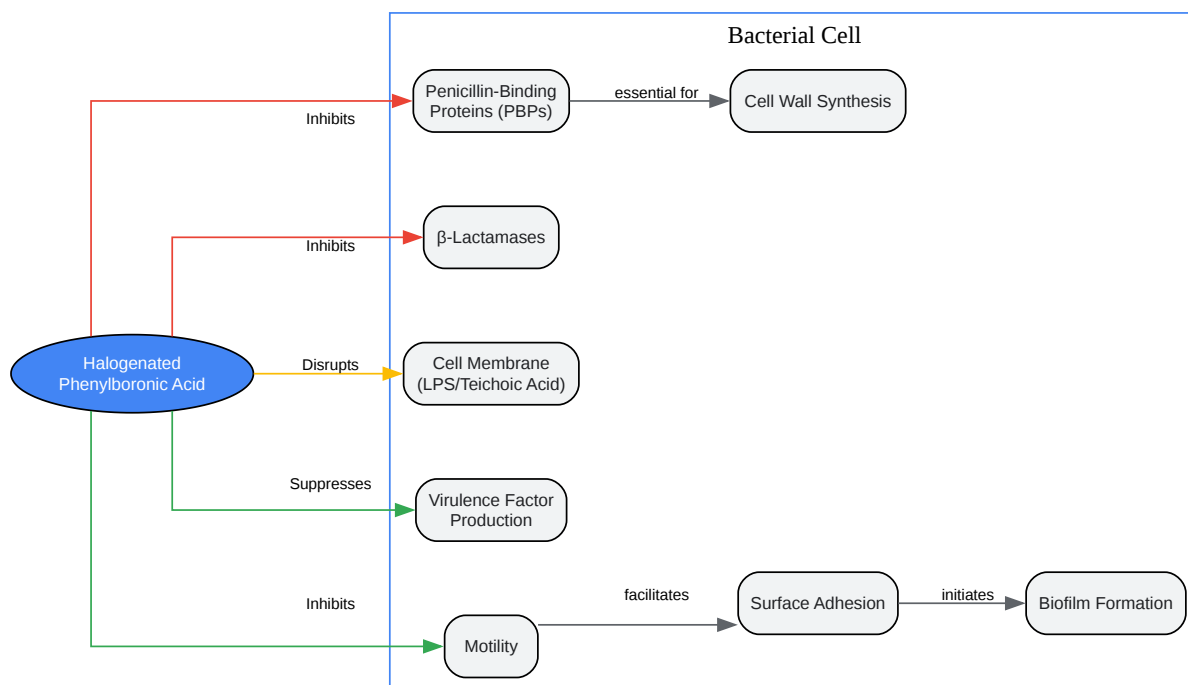 Bacterial Cell
Penicillin-Binding
Proteins (PBPs)
essential for
Cell Wall Synthesis
Inhibits
β-Lactamases
Inhibits
Halogenated
Phenylboronic Acid
Disrupts
Cell Membrane
(LPS/Teichoic Acid)
Suppresses
Virulence Factor
Production
Inhibits
Motility
facilitates
Surface Adhesion
initiates
Biofilm Formation